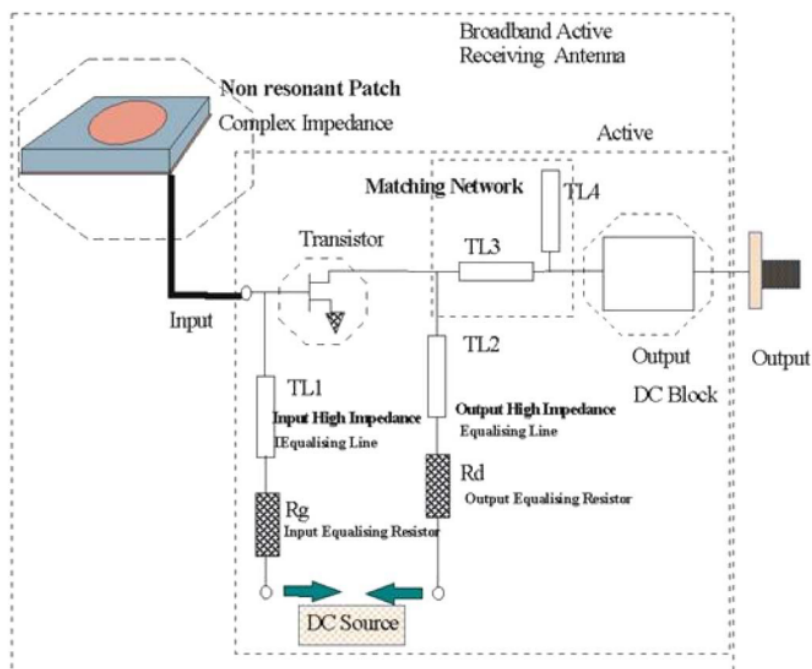 Broadband Active
Receiving Antenna
Non resonant Patch
Complex Impedance
Active
Matching Network
TL4
Transistor
TL3
Input
TL2
Output
Output
DC Block
TL1
Input High Impedance
IEqualising Line
Output High Impedance
Equalising Line
Rd
Output Equalising Resistor
Rg
Input Equalising Resistor
DC Source